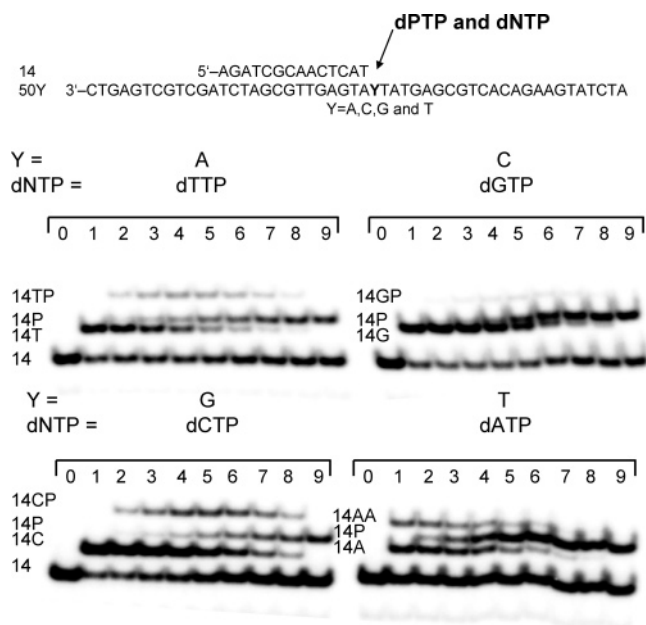 dPTP and dNTP
14 5'–AGATCGCAACTCAT
50Y 3'–CTGAGTCGTCGATCTAGCGTTGAGTAYTATGAGCGTCACAGAAGTATCTA
Y=A,C,G and T
Y = A C
dNTP = dTTP dGTP
0 1 2 3 4 5 6 7 8 9 0 1 2 3 4 5 6 7 8 9
14TP 14GP
14P 14P
14T 14G
14
Y = G T
dNTP = dCTP dATP
0 1 2 3 4 5 6 7 8 9 0 1 2 3 4 5 6 7 8 9
14CP 14AA
14P 14P
14C 14A
14